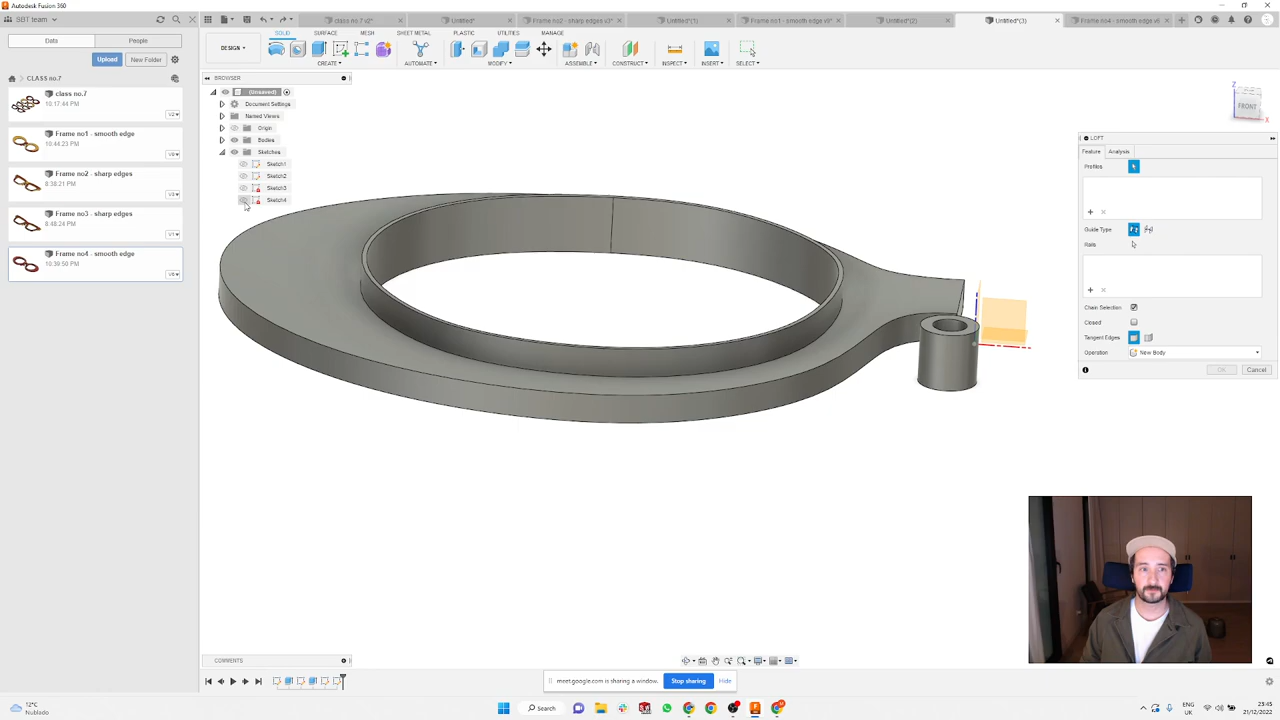 Autodesk Fusion 360
SBT team
Data
People
Upload
New Folder
CLASS no.7
class no.7
10:17:44 PM
V2
Frame no1 - smooth edge
10:44:23 PM
Frame no2 - sharp edges
8:38:21 PM
V3
Frame no3 - sharp edges
8:48:24 PM
V1
Frame no4 - smooth edge
10:39:50 PM
class no.7 v2*
Untitled*
Frame no2 - sharp edges v3*
Untitled*(1)
Frame no1 - smooth edge v9*
Untitled*(2)
Untitled*(3)
Frame no4 - smooth edge v6
SOLID
SURFACE
MESH
SHEET METAL
PLASTIC
UTILITIES
MANAGE
DESIGN
CREATE
AUTOMATE
MODIFY
ASSEMBLE
CONSTRUCT
INSPECT
INSERT
SELECT
BROWSER
(Unsaved)
Document Settings
Named Views
Origin
Bodies
Sketches
Sketch1
Sketch2
Sketch3
Sketch4
Z
FRONT
X
LOFT
Feature
Analysis
Profiles
Guide Type
Rails
Chain Selection
Closed
Tangent Edges
Operation
New Body
OK
Cancel
COMMENTS
meet.google.com is sharing a window.
Stop sharing
Hide
12°C
Nublado
Search
ENG
UK
23:45
21/12/2022